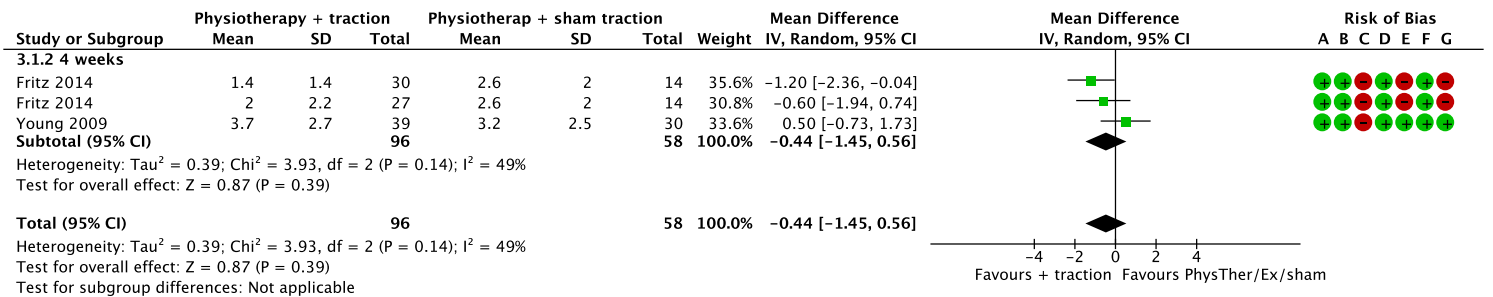 Physiotherapy + traction Physiotherap + sham traction Mean Difference Mean Difference Risk of Bias
Study or Subgroup Mean SD Total Mean SD Total Weight IV, Random, 95% CI IV, Random, 95% CI A B C D E F G
3.1.2 4 weeks
Fritz 2014 1.4 1.4 30 2.6 2 14 35.6% −1.20 [−2.36, −0.04] + + − + − + −
Fritz 2014 2 2.2 27 2.6 2 14 30.8% −0.60 [−1.94, 0.74] + + − + − + −
Young 2009 3.7 2.7 39 3.2 2.5 30 33.6% 0.50 [−0.73, 1.73] + + − + + + +
Subtotal (95% CI) 96 58 100.0% −0.44 [−1.45, 0.56]
Heterogeneity: Tau² = 0.39; Chi² = 3.93, df = 2 (P = 0.14); I² = 49%
Test for overall effect: Z = 0.87 (P = 0.39)
Total (95% CI) 96 58 100.0% −0.44 [−1.45, 0.56]
Heterogeneity: Tau² = 0.39; Chi² = 3.93, df = 2 (P = 0.14); I² = 49%
−4 −2 0 2 4
Test for overall effect: Z = 0.87 (P = 0.39)
Favours + traction Favours PhysTher/Ex/sham
Test for subgroup differences: Not applicable